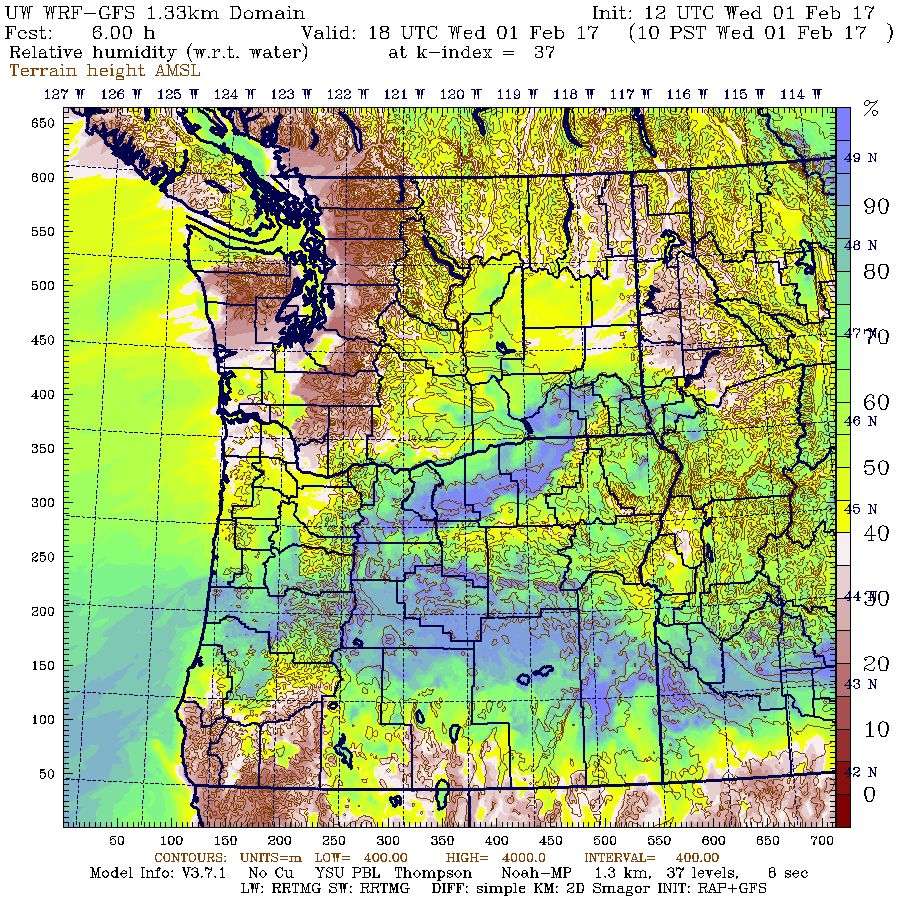 UW WRF-GFS 1.33km Domain Init: 12 UTC Wed 01 Feb 17
Fcst: 6.00 h Valid: 18 UTC Wed 01 Feb 17 (10 PST Wed 01 Feb 17 )
Relative humidity (w.r.t. water) at k-index = 37
Terrain height AMSL
127 W 126 W 125 W 124 W 123 W 122 W 121 W 120 W 119 W 118 W 117 W 116 W 115 W 114 W
%
650
49 N
600
90
550
48 N
80
500
47 N
70
450
400
60
46 N
350
50
300
45 N
40
250
44 N
30
200
150
20
43 N
100
10
50
42 N
0
50 100 150 200 250 300 350 400 450 500 550 600 650 700
CONTOURS: UNITS=m LOW= 400.00 HIGH= 4000.0 INTERVAL= 400.00
Model Info: V3.7.1 No Cu YSU PBL Thompson Noah-MP 1.3 km, 37 levels, 8 sec
LW: RRTMG SW: RRTMG DIFF: simple KM: 2D Smagor INIT: RAP+GFS